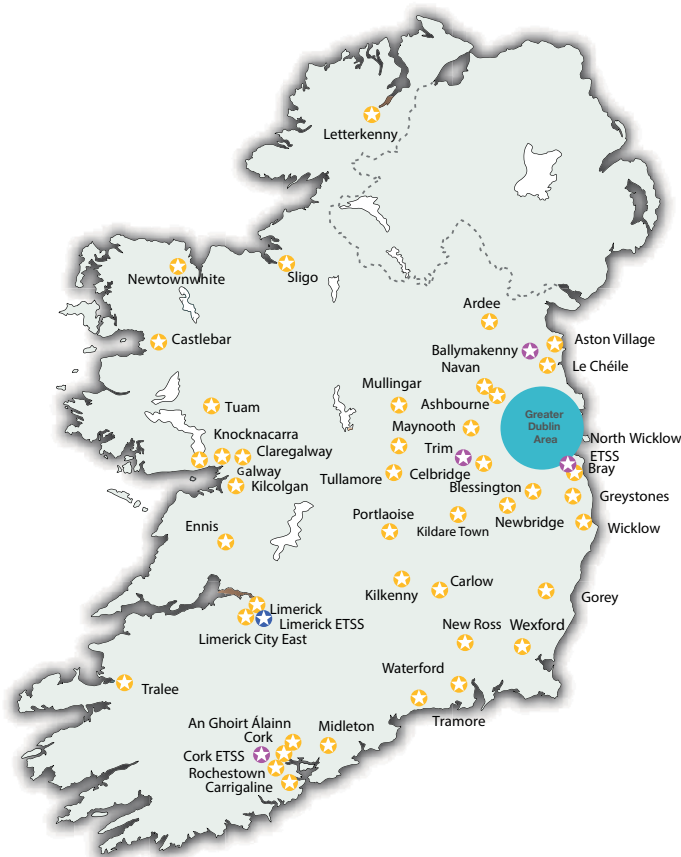 Letterkenny
Newtownwhite
Sligo
Ardee
Castlebar
Aston Village
Ballymakenny
Le Chéile
Navan
Mullingar
Ashbourne
Tuam
Greater
Dublin
Area
Maynooth
Knocknacarra
North Wicklow
ETSS
Claregalway
Trim
Bray
Galway
Celbridge
Tullamore
Kilcolgan
Blessington
Greystones
Portlaoise
Newbridge
Ennis
Kildare Town
Wicklow
Carlow
Kilkenny
Gorey
Limerick
Limerick ETSS
New Ross
Wexford
Limerick City East
Waterford
Tralee
Tramore
An Ghoirt Álainn
Midleton
Cork
Cork ETSS
Rochestown
Carrigaline